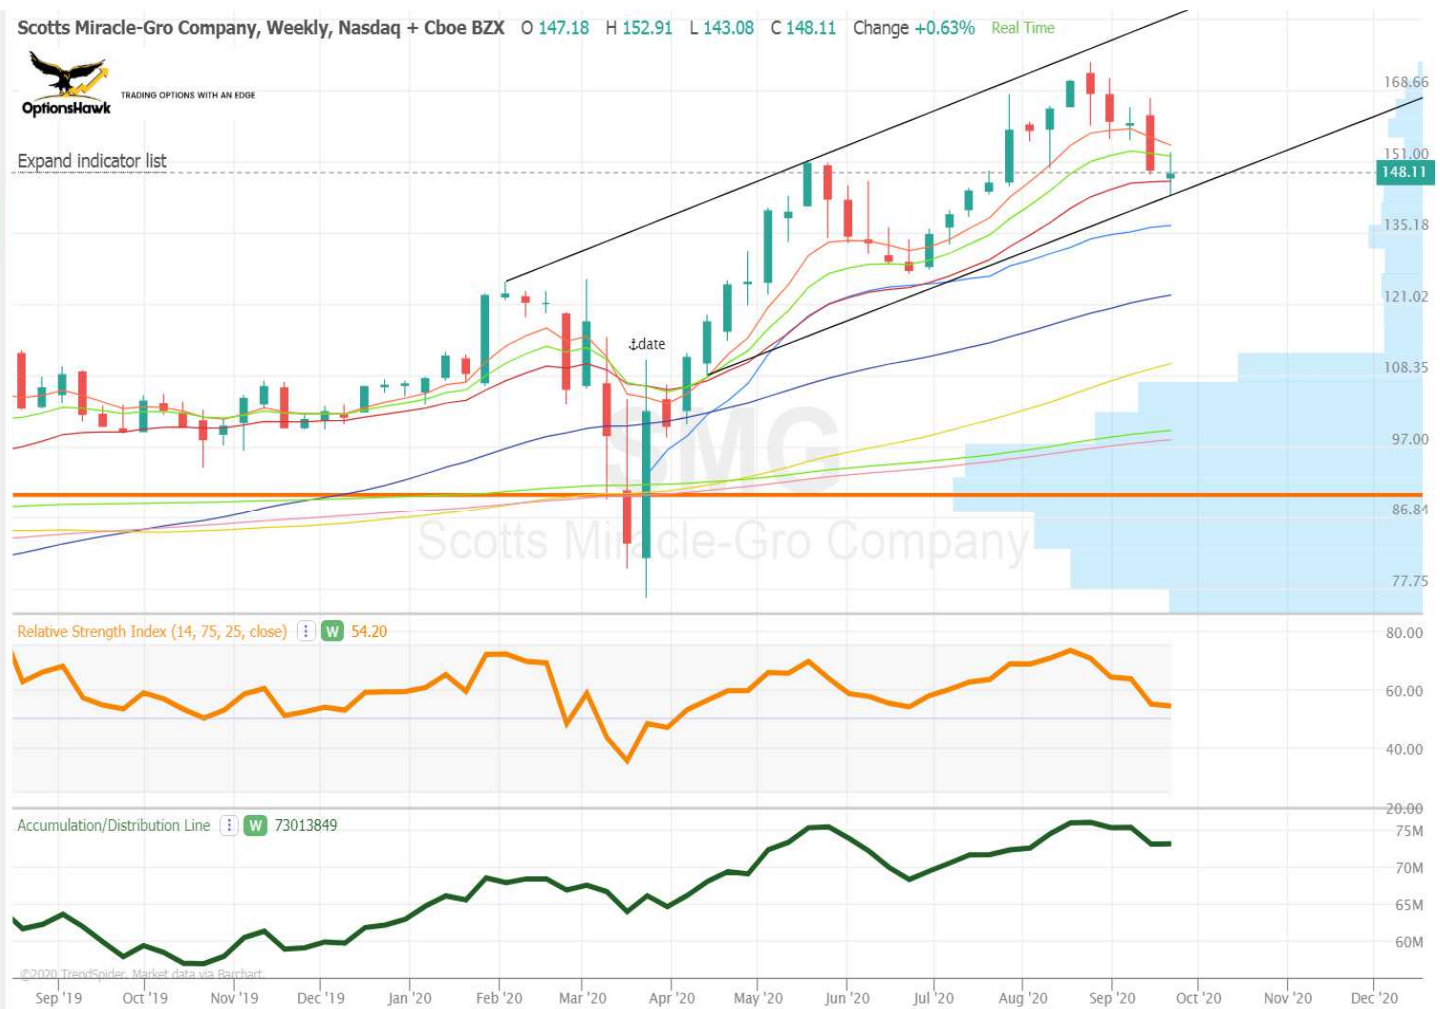 Scotts Miracle-Gro Company, Weekly, Nasdaq + Cboe BZX O 147.18 H 152.91 L 143.08 C 148.11 Change +0.63% Real Time
OptionsHawk
TRADING OPTIONS WITH AN EDGE
Expand indicator list
168.66
151.00
148.11
135.18
121.02
108.35
97.00
86.84
77.75
⚓date
SMG
Scotts Miracle-Gro Company
Relative Strength Index (14, 75, 25, close) W 54.20
80.00
60.00
40.00
20.00
Accumulation/Distribution Line W 73013849
75M
70M
65M
60M
©2020 TrendSpider. Market data via Barchart.
Sep '19 Oct '19 Nov '19 Dec '19 Jan '20 Feb '20 Mar '20 Apr '20 May '20 Jun '20 Jul '20 Aug '20 Sep '20 Oct '20 Nov '20 Dec '20